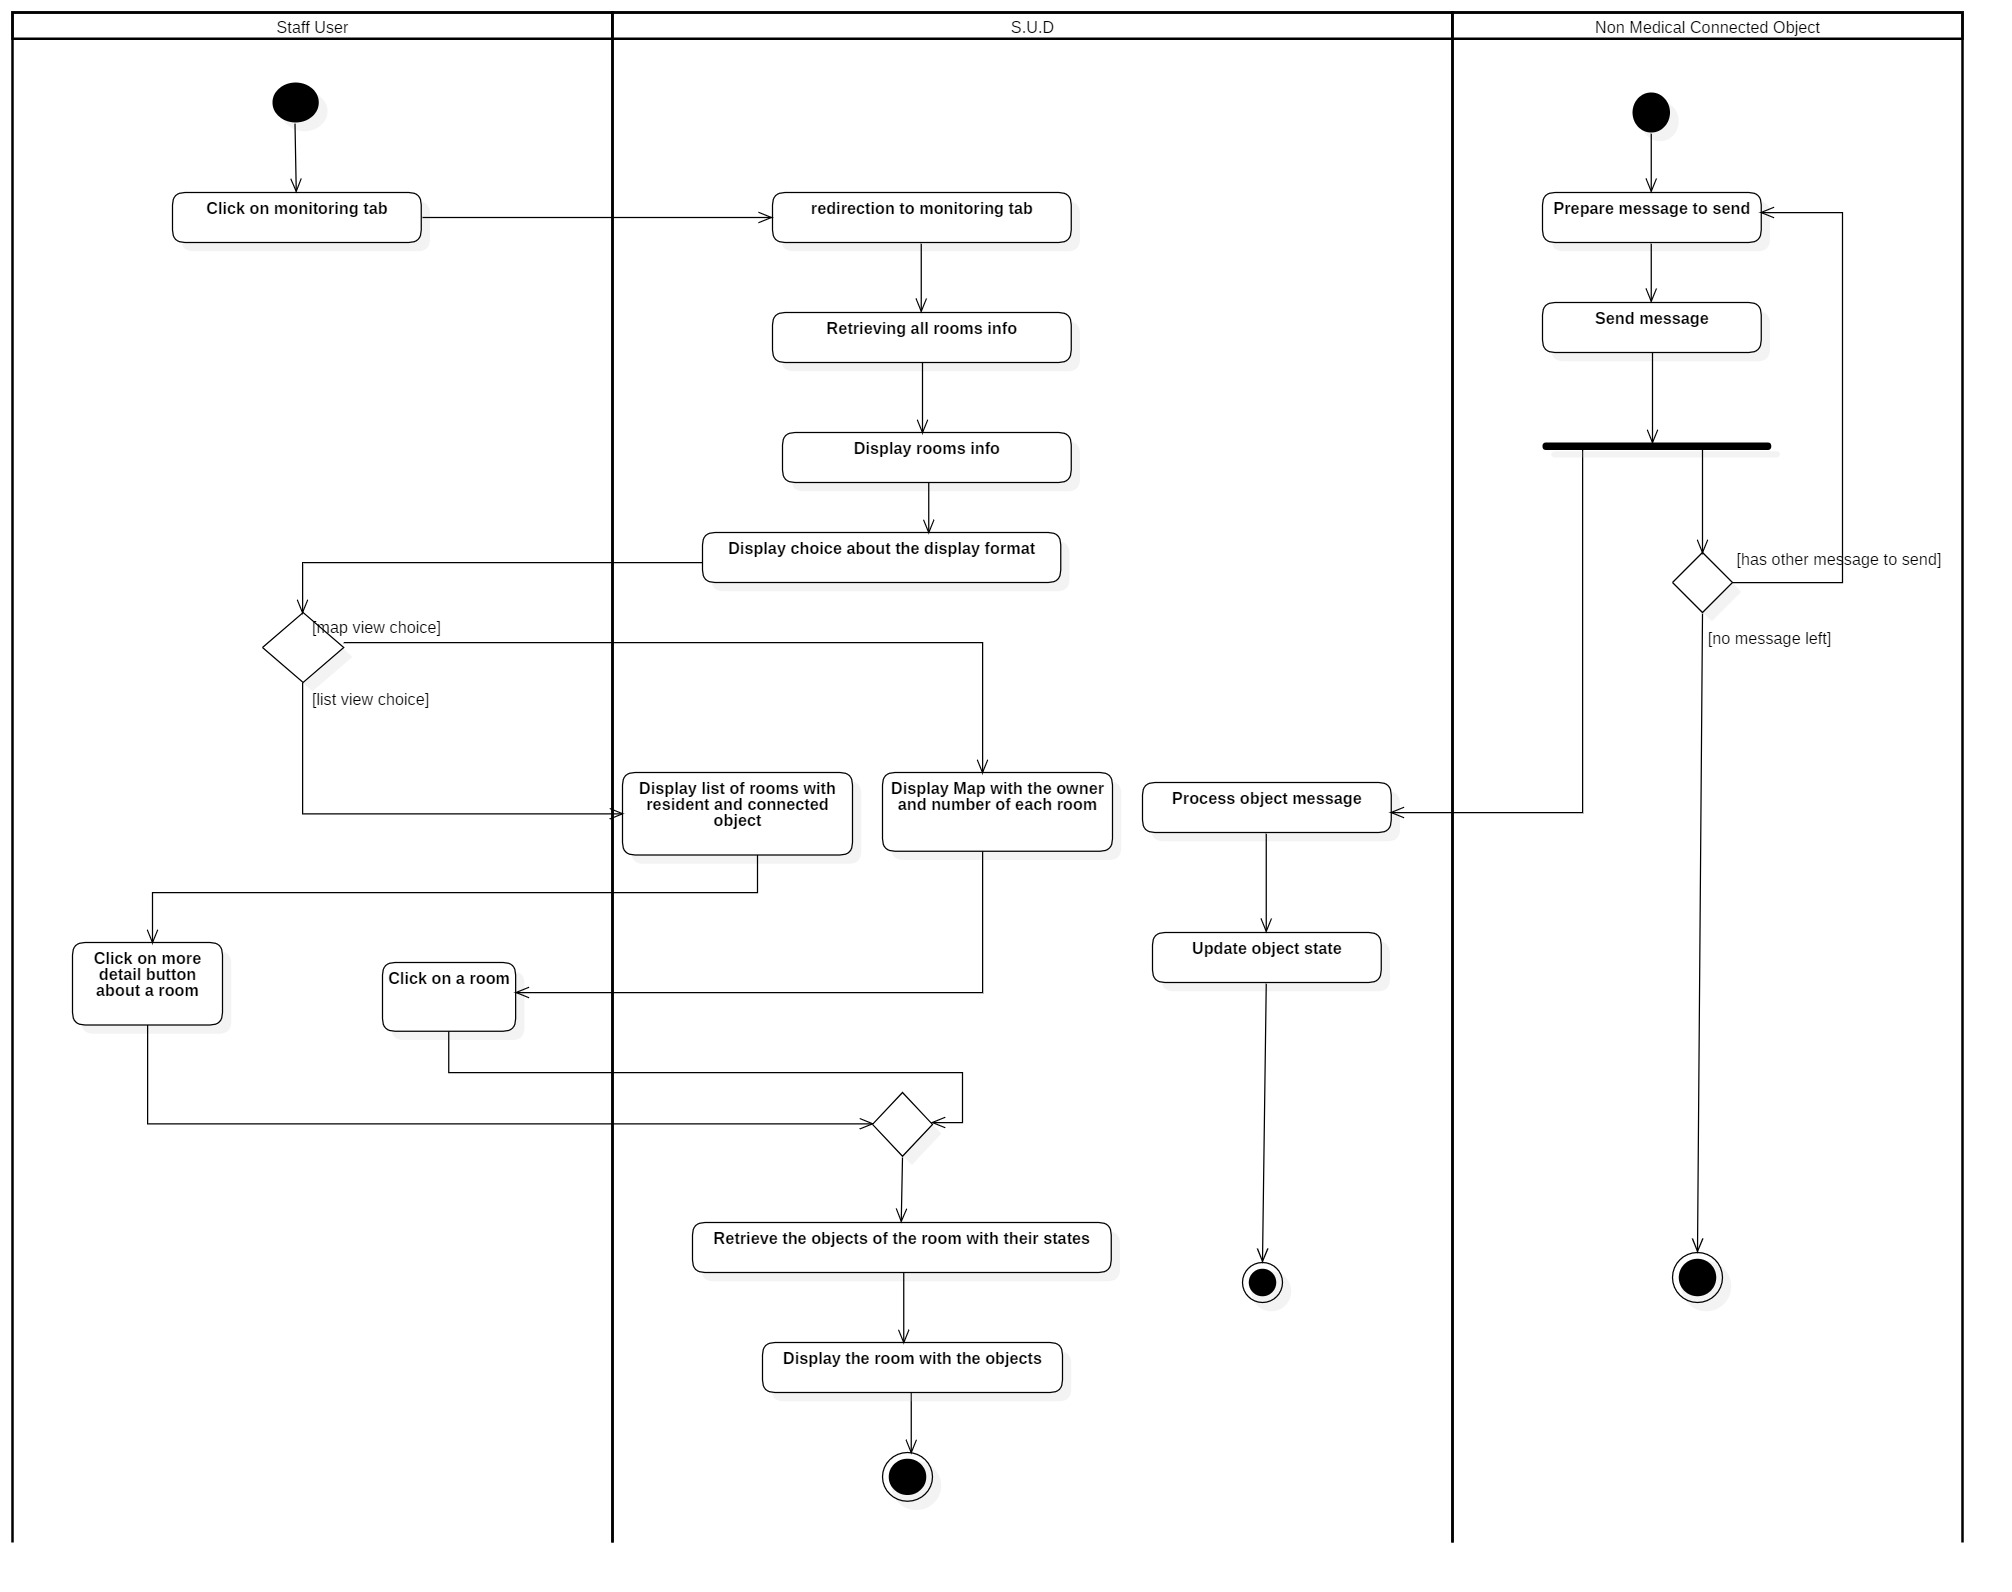 Staff User
S.U.D
Non Medical Connected Object
Click on monitoring tab
redirection to monitoring tab
Prepare message to send
Retrieving all rooms info
Send message
Display rooms info
Display choice about the display format
[has other message to send]
[map view choice]
[no message left]
[list view choice]
Display list of rooms with
resident and connected
object
Display Map with the owner
and number of each room
Process object message
Click on more
detail button
about a room
Click on a room
Update object state
Retrieve the objects of the room with their states
Display the room with the objects